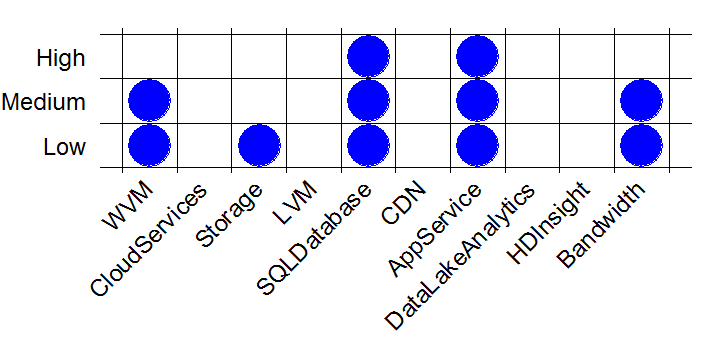 High
Medium
Low
WVM
CloudServices
Storage
LVM
SQLDatabase
CDN
AppService
DataLakeAnalytics
HDInsight
Bandwidth